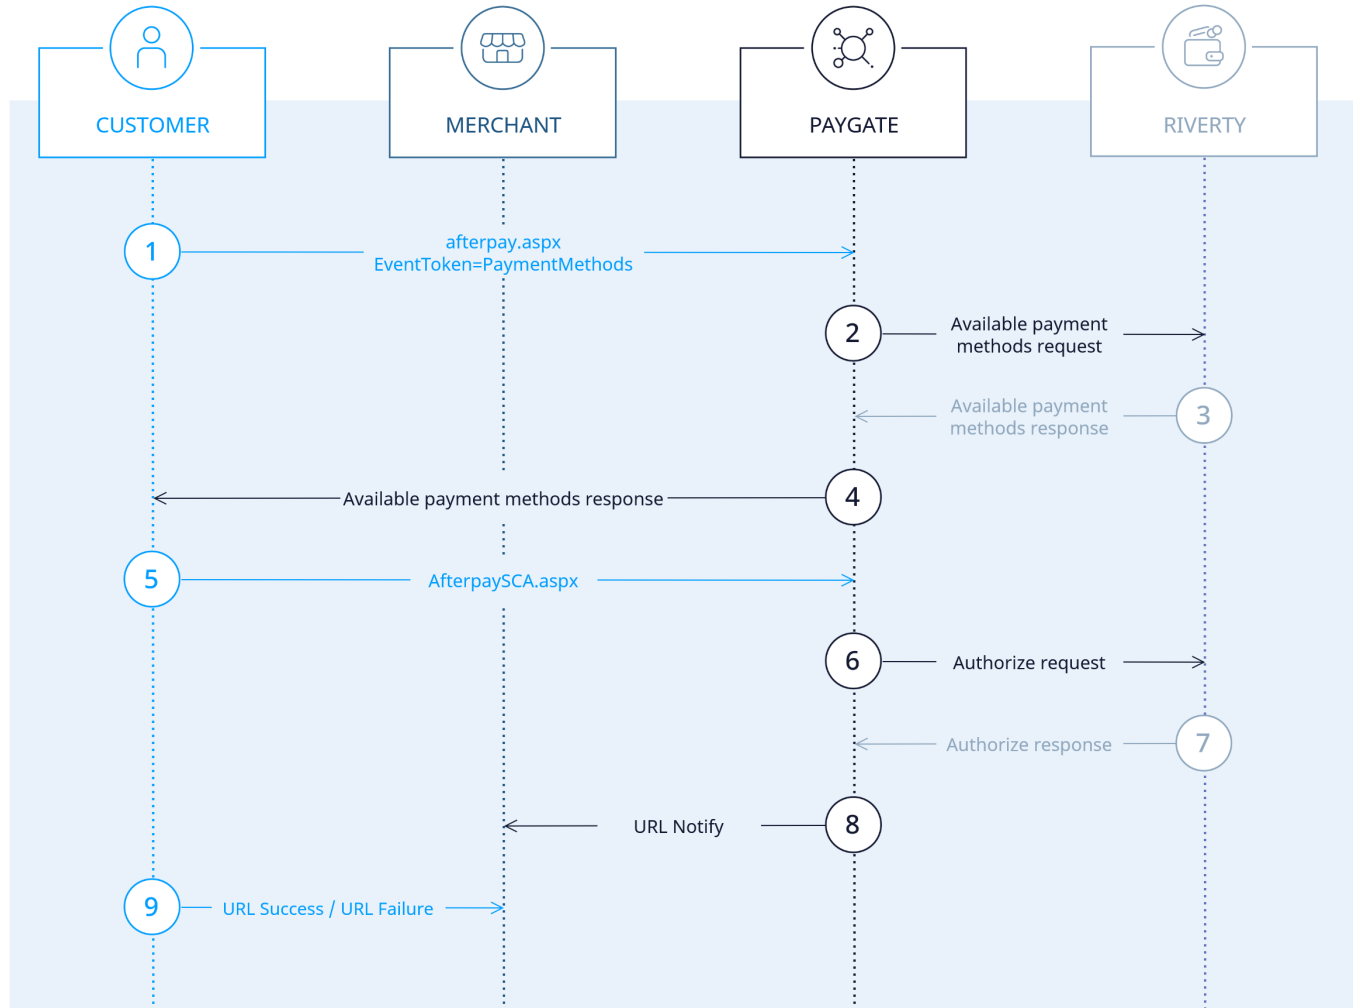 CUSTOMER
MERCHANT
PAYGATE
RIVERTY
1
afterpay.aspx
EventToken=PaymentMethods
2
Available payment
methods request
Available payment
methods response
3
Available payment methods response
4
5
AfterpaySCA.aspx
6
Authorize request
Authorize response
7
URL Notify
8
9
URL Success / URL Failure